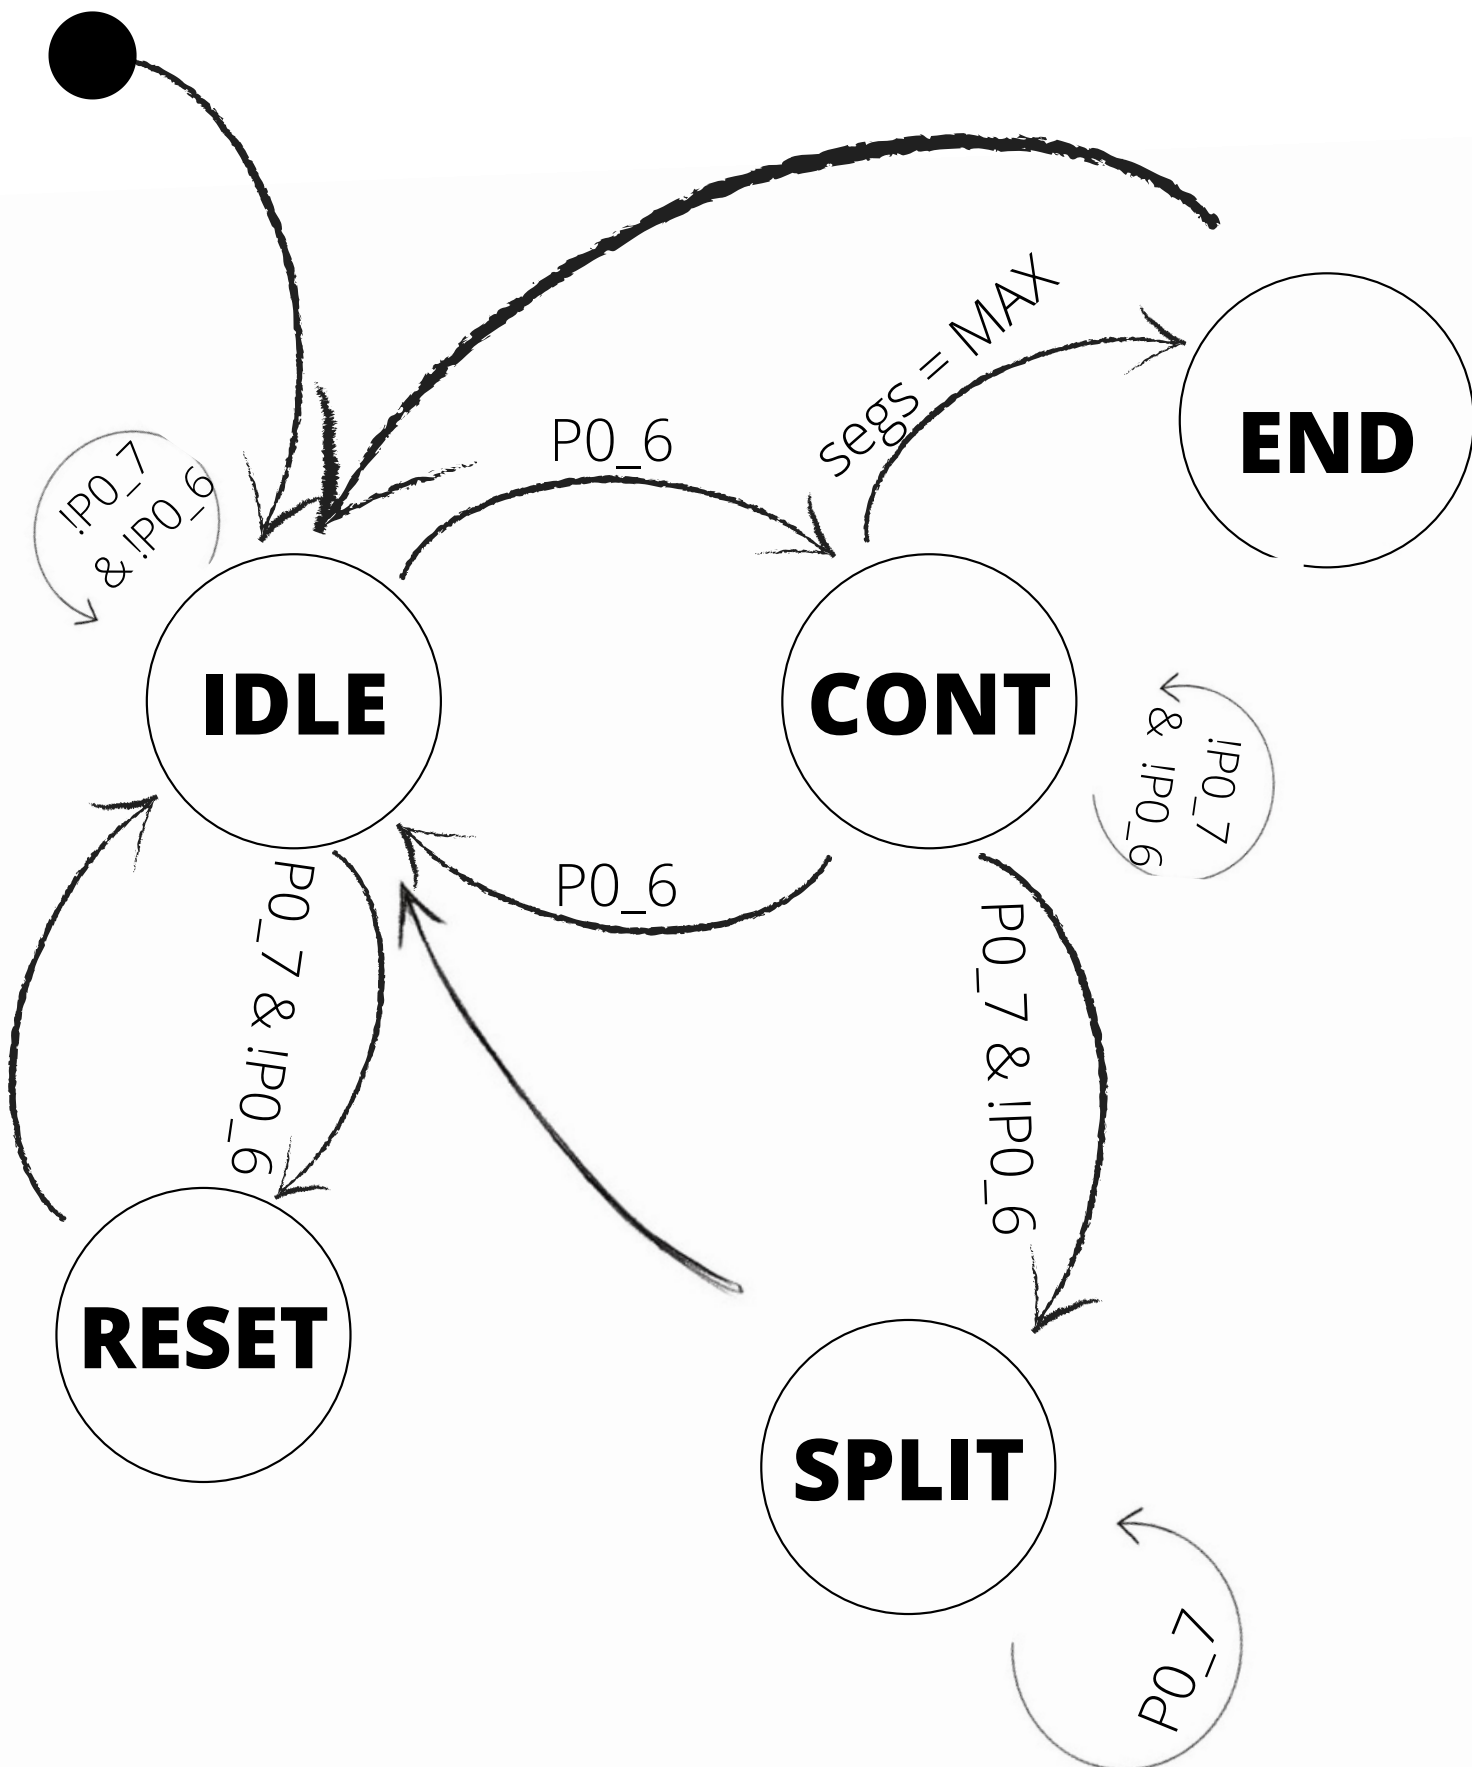 segs = MAX
P0_6
END
!P0_7
& !P0_6
IDLE
CONT
!P0_7
& !P0_6
P0_6
P0_7 & !P0_6
P0_7 & !P0_6
RESET
SPLIT
P0_7